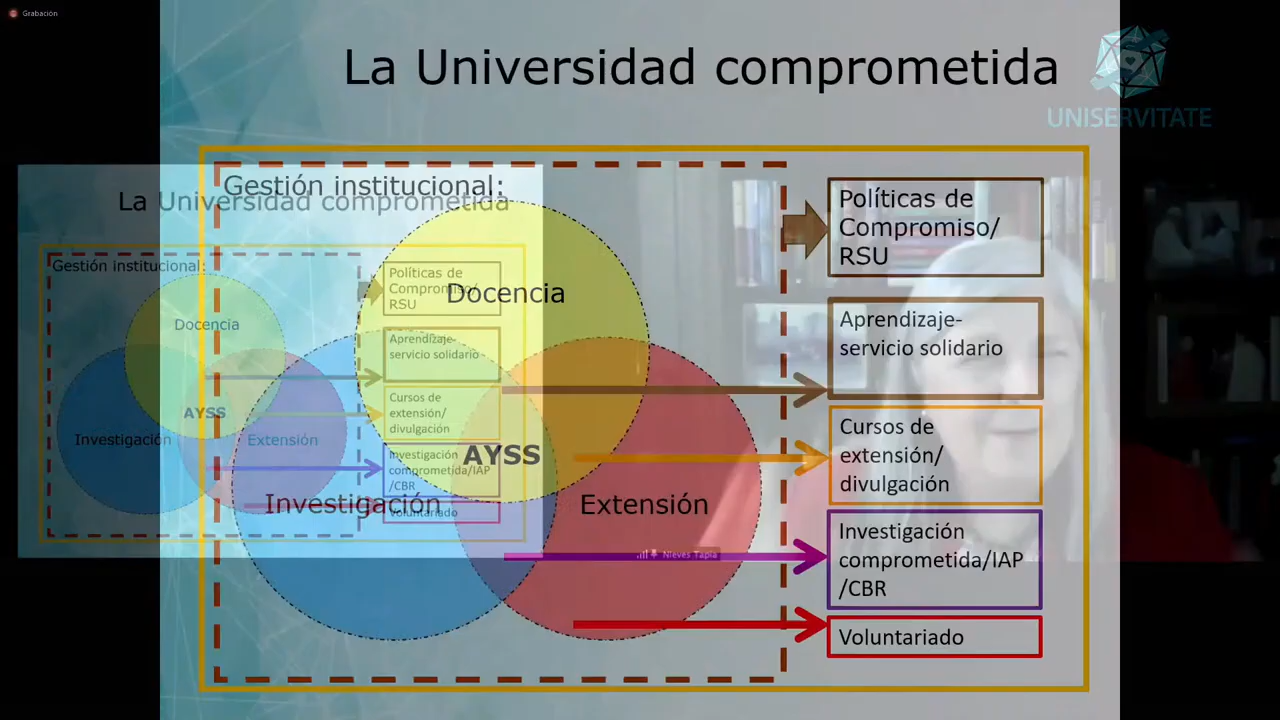 Grabación
La Universidad comprometida
UNISERVITATE
Gestión institucional:
Docencia
AYSS
Investigación
Extensión
Políticas de
Compromiso/
RSU
Aprendizaje-
servicio solidario
Cursos de
extensión/
divulgación
Investigación
comprometida/IAP
/CBR
Voluntariado
La Universidad comprometida
Gestión institucional:
Docencia
AYSS
Investigación
Extensión
Políticas de
Compromiso/
RSU
Aprendizaje-
servicio solidario
Cursos de
extensión/
divulgación
Investigación
comprometida/IAP
/CBR
Voluntariado
Nieves Tapia